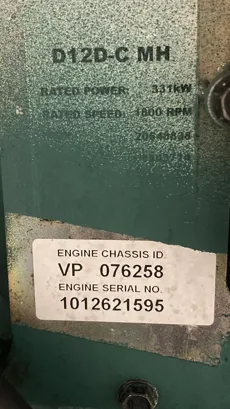 D12D-C MH
RATED POWER: 331kW
RATED SPEED: 1800 RPM
ENGINE CHASSIS ID.
VP 076258
ENGINE SERIAL NO.
1012621595